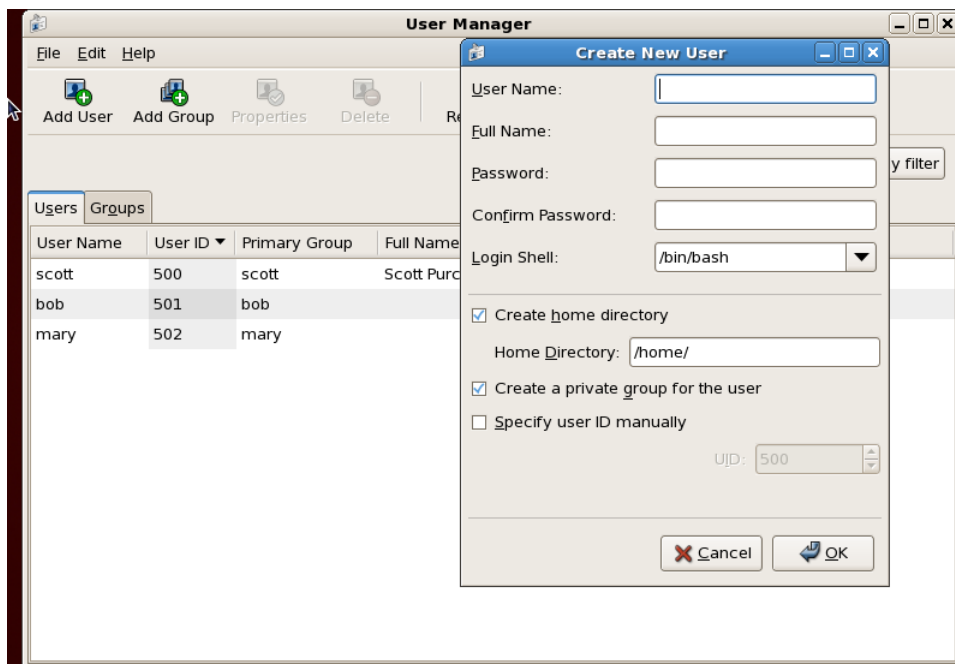 User Manager
File Edit Help
Add User Add Group Properties Delete
y filter
Users Groups
User Name User ID Primary Group Full Name
scott 500 scott Scott Purc
bob 501 bob
mary 502 mary
Create New User
User Name:
Full Name:
Password:
Confirm Password:
Login Shell: /bin/bash
Create home directory
Home Directory: /home/
Create a private group for the user
Specify user ID manually
UID: 500
Cancel OK